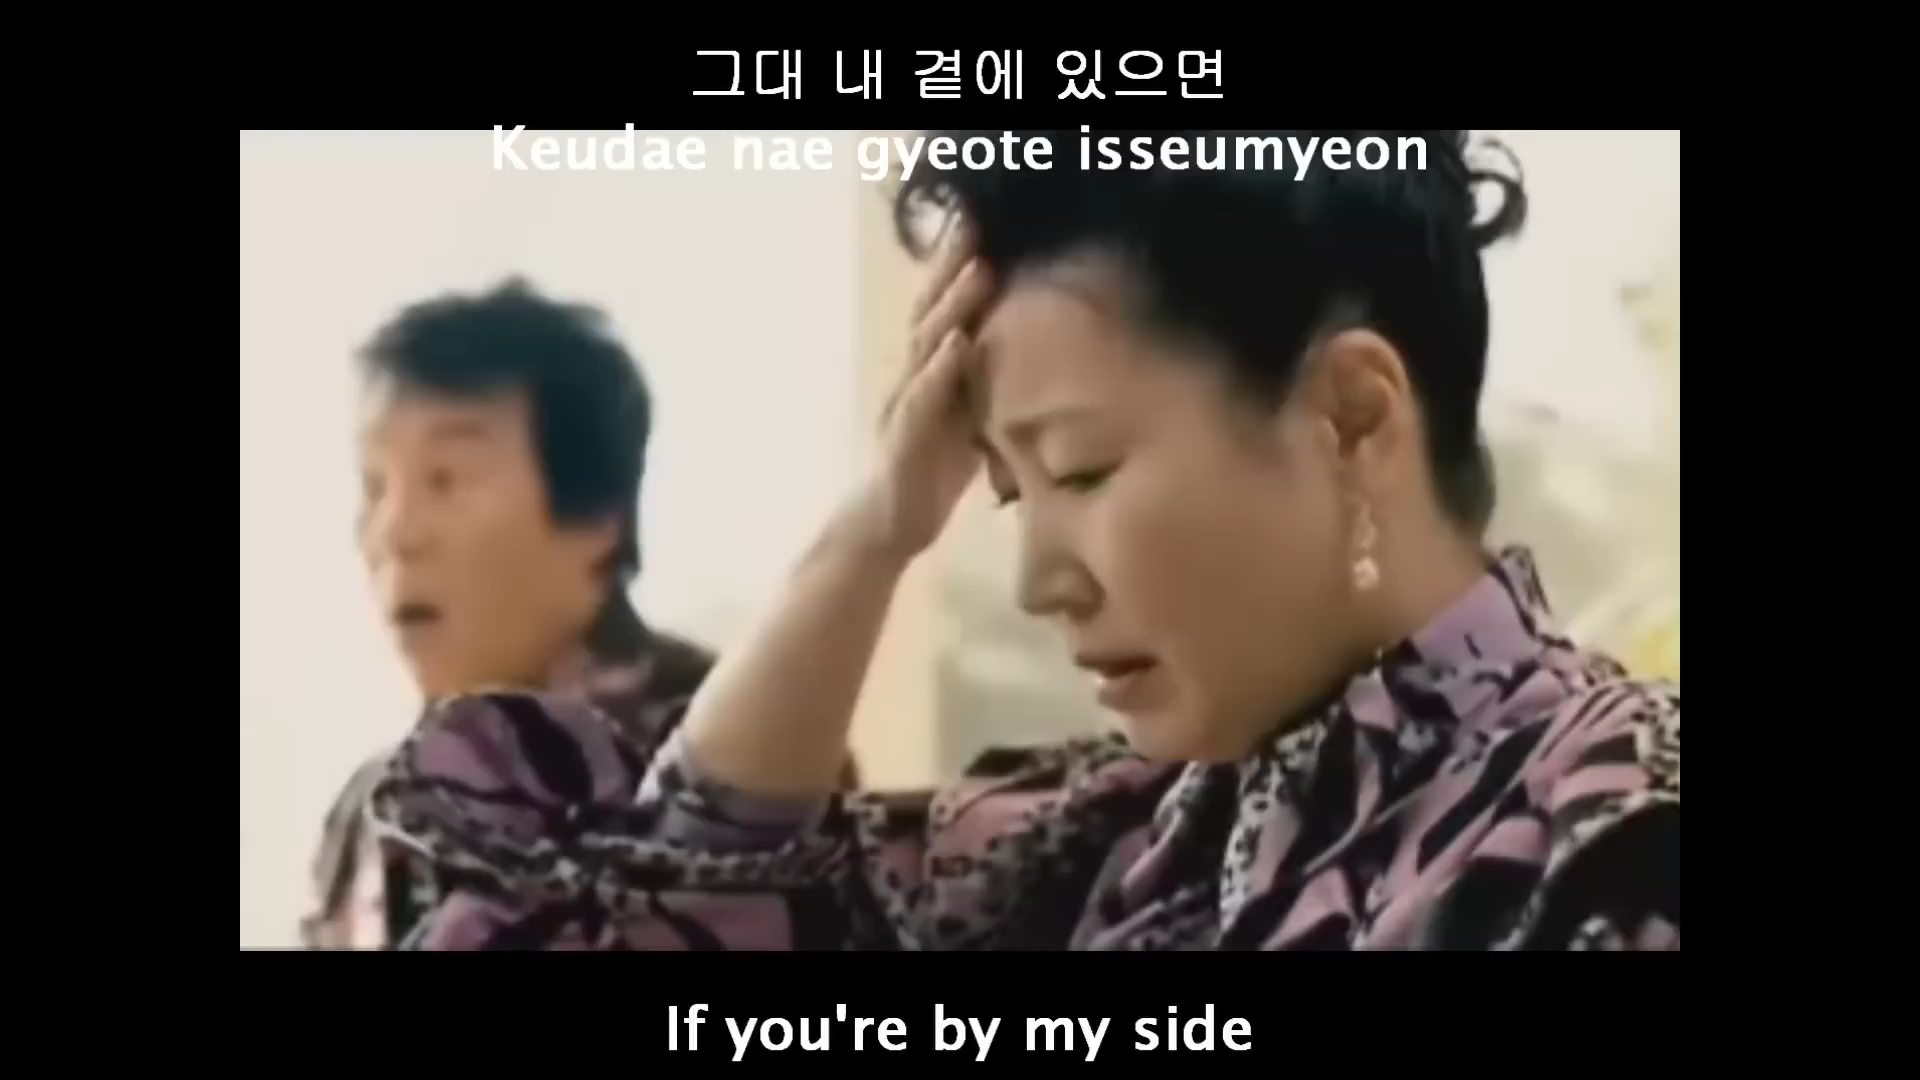 그대 내 곁에 있으면
Keudae nae gyeote isseumyeon
If you're by my side